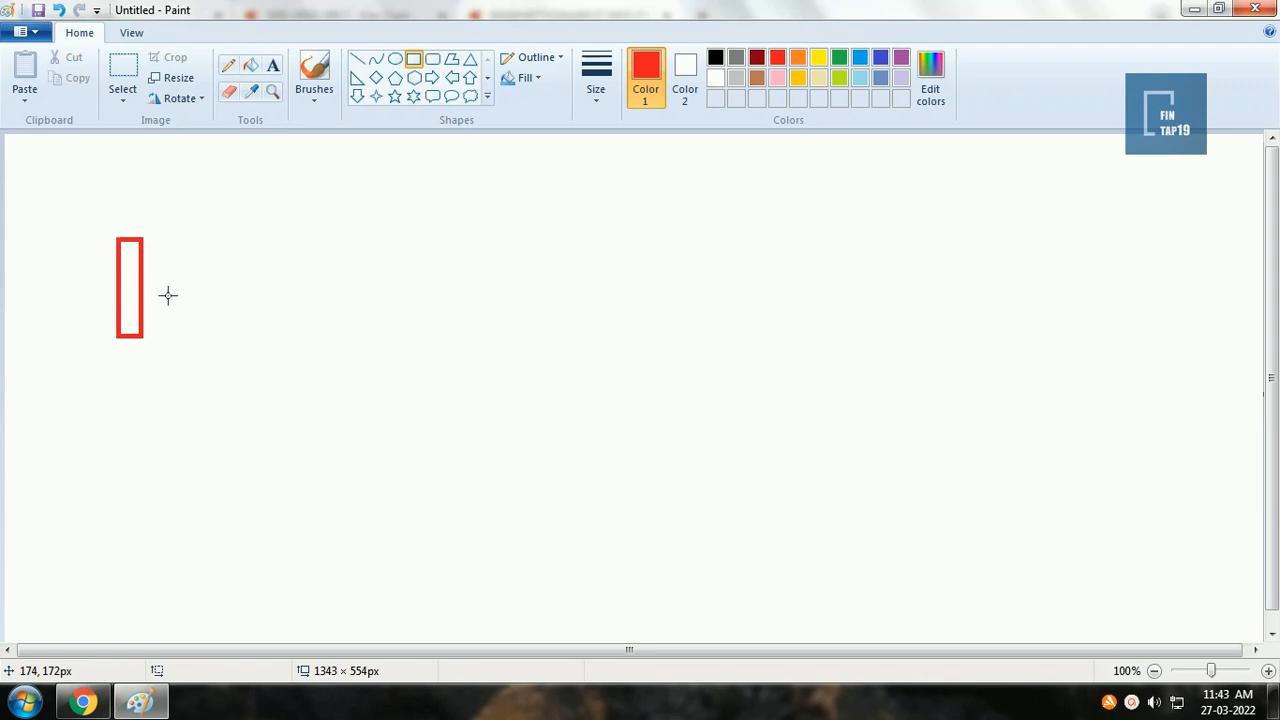 Untitled - Paint
Home
View
Paste
Cut
Copy
Clipboard
Select
Crop
Resize
Rotate
Image
A
Tools
Brushes
Outline
Fill
Shapes
Size
Color
1
Color
2
Edit
colors
Colors
FIN
TAP19
174, 172px
1343 × 554px
100%
11:43 AM
27-03-2022